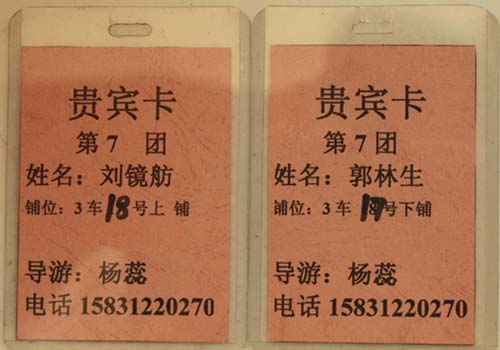 贵宾卡
第7 团
姓名：刘镜舫
铺位：3车18号上 铺
导游：杨蕊
电话 15831220270
贵宾卡
第7团
姓名：郭林生
铺位：3车17号下铺
导游：杨蕊
电话 15831220270